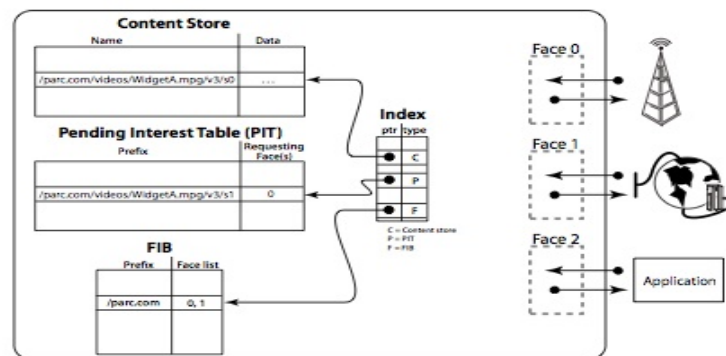 Content Store
Name Data
/parc.com/videos/WidgetA.mpg/v3/s0 ...
Pending Interest Table (PIT)
Prefix Requesting Face(s)
/parc.com/videos/WidgetA.mpg/v3/s1 0
FIB
Prefix Face list
/parc.com 0, 1
Index
ptr type
C
P
F
C = Content store
P = PIT
F = FIB
Face 0
Face 1
Face 2
Application